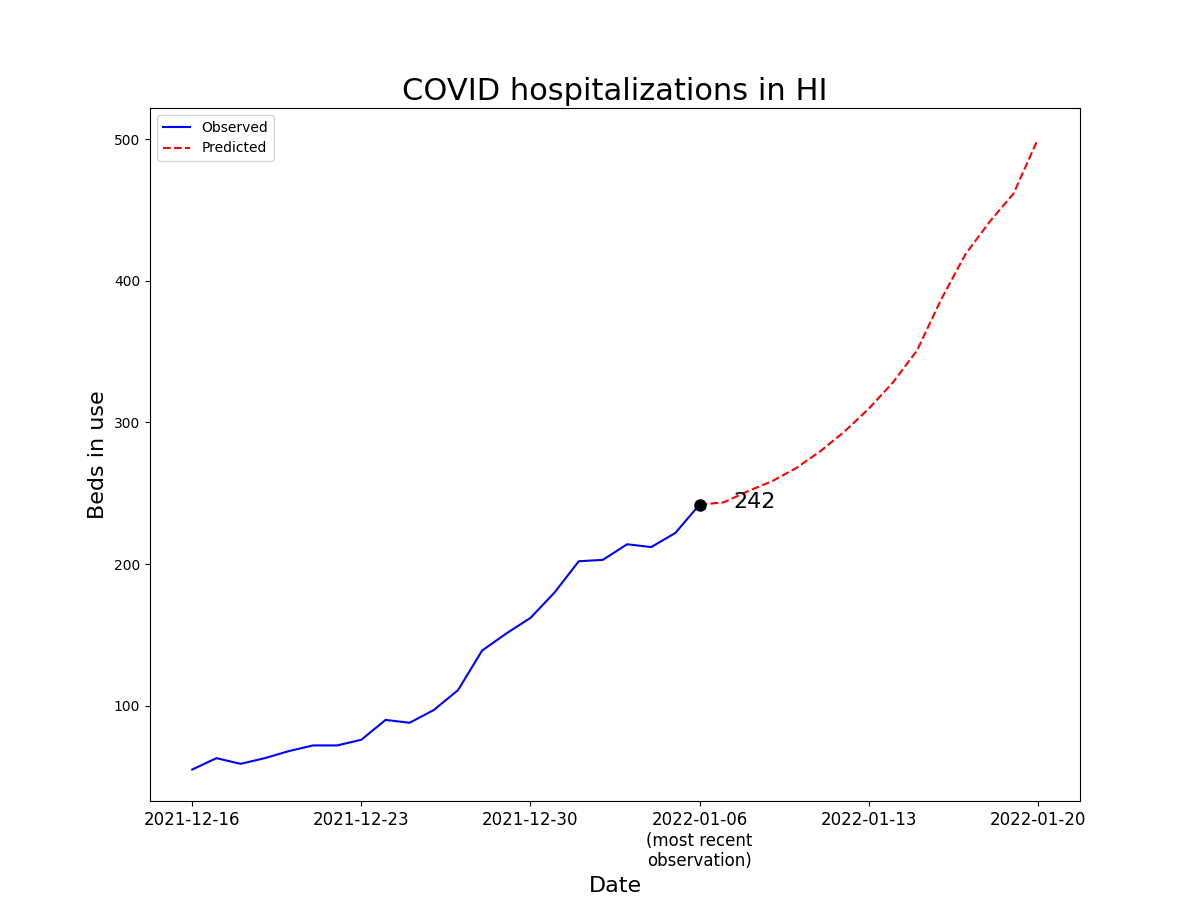 COVID hospitalizations in HI
Observed
Predicted
500
400
300
200
100
Beds in use
242
2021-12-16
2021-12-23
2021-12-30
2022-01-06
(most recent
observation)
2022-01-13
2022-01-20
Date